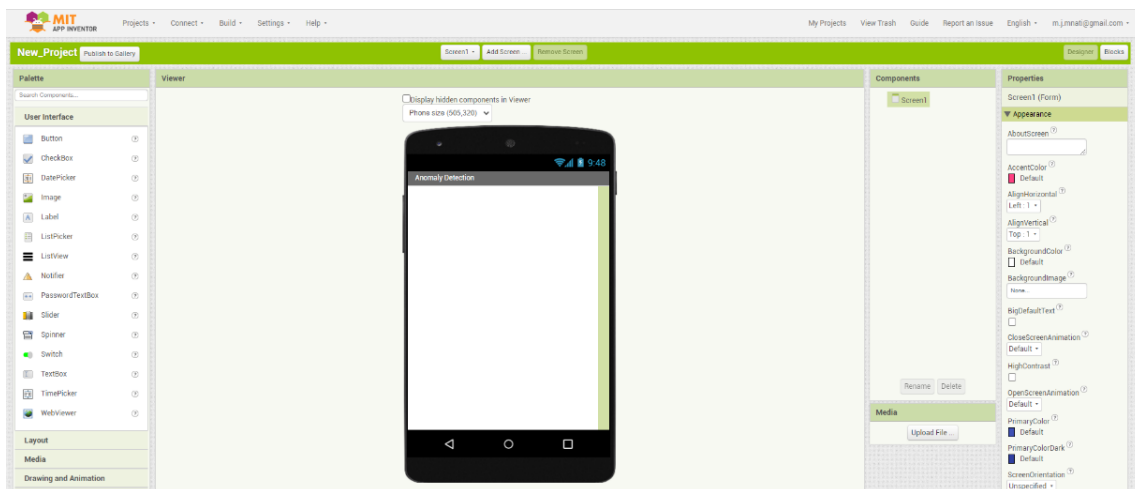 MIT
APP INVENTOR
Projects
Connect
Build
Settings
Help
My Projects
View Trash
Guide
Report an Issue
English
m.j.mnati@gmail.com
New_Project
Publish to Gallery
Screen1
Add Screen ...
Remove Screen
Designer
Blocks
Palette
Search Components...
User Interface
Button
CheckBox
DatePicker
Image
Label
ListPicker
ListView
Notifier
PasswordTextBox
Slider
Spinner
Switch
TextBox
TimePicker
WebViewer
Layout
Media
Drawing and Animation
Viewer
Display hidden components in Viewer
Phone size (505,320)
9:48
Anomaly Detection
Components
Screen1
Rename
Delete
Media
Upload File ...
Properties
Screen1 (Form)
Appearance
AboutScreen
AccentColor
Default
AlignHorizontal
Left : 1
AlignVertical
Top : 1
BackgroundColor
Default
BackgroundImage
None...
BigDefaultText
CloseScreenAnimation
Default
HighContrast
OpenScreenAnimation
Default
PrimaryColor
Default
PrimaryColorDark
Default
ScreenOrientation
Unspecified